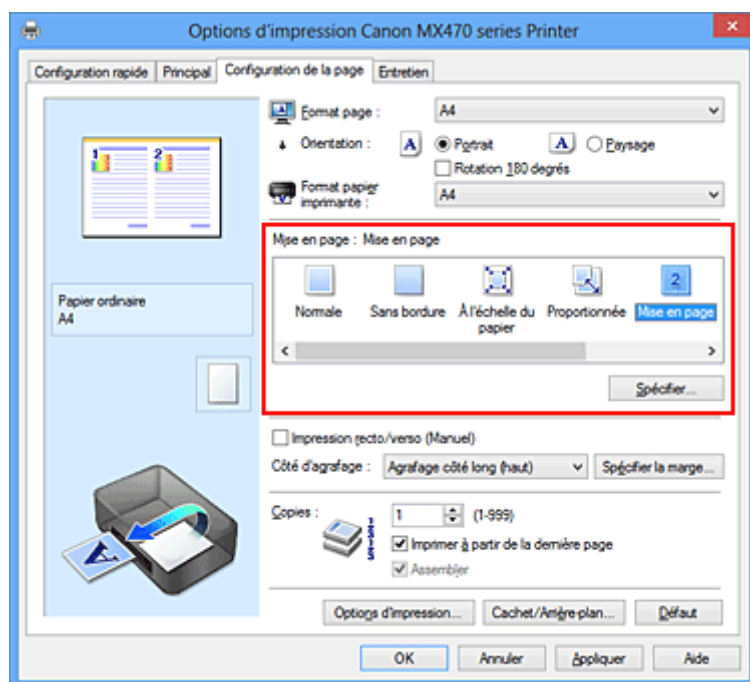 Options d'impression Canon MX470 series Printer
Configuration rapide Principal Configuration de la page Entretien
Format page : A4
Orientation : A Portrait A Paysage
Rotation 180 degrés
Format papier imprimante : A4
1 2
Mise en page : Mise en page
2
Normale Sans bordure À l'échelle du papier Proportionnée Mise en page
Papier ordinaire
A4
Spécifier...
Impression recto/verso (Manuel)
Côté d'agrafage : Agrafage côté long (haut) Spécifier la marge...
Copies : 1 (1-999)
Imprimer à partir de la dernière page
Assembler
A
Options d'impression... Cachet/Arrière-plan... Défaut
OK Annuler Appliquer Aide